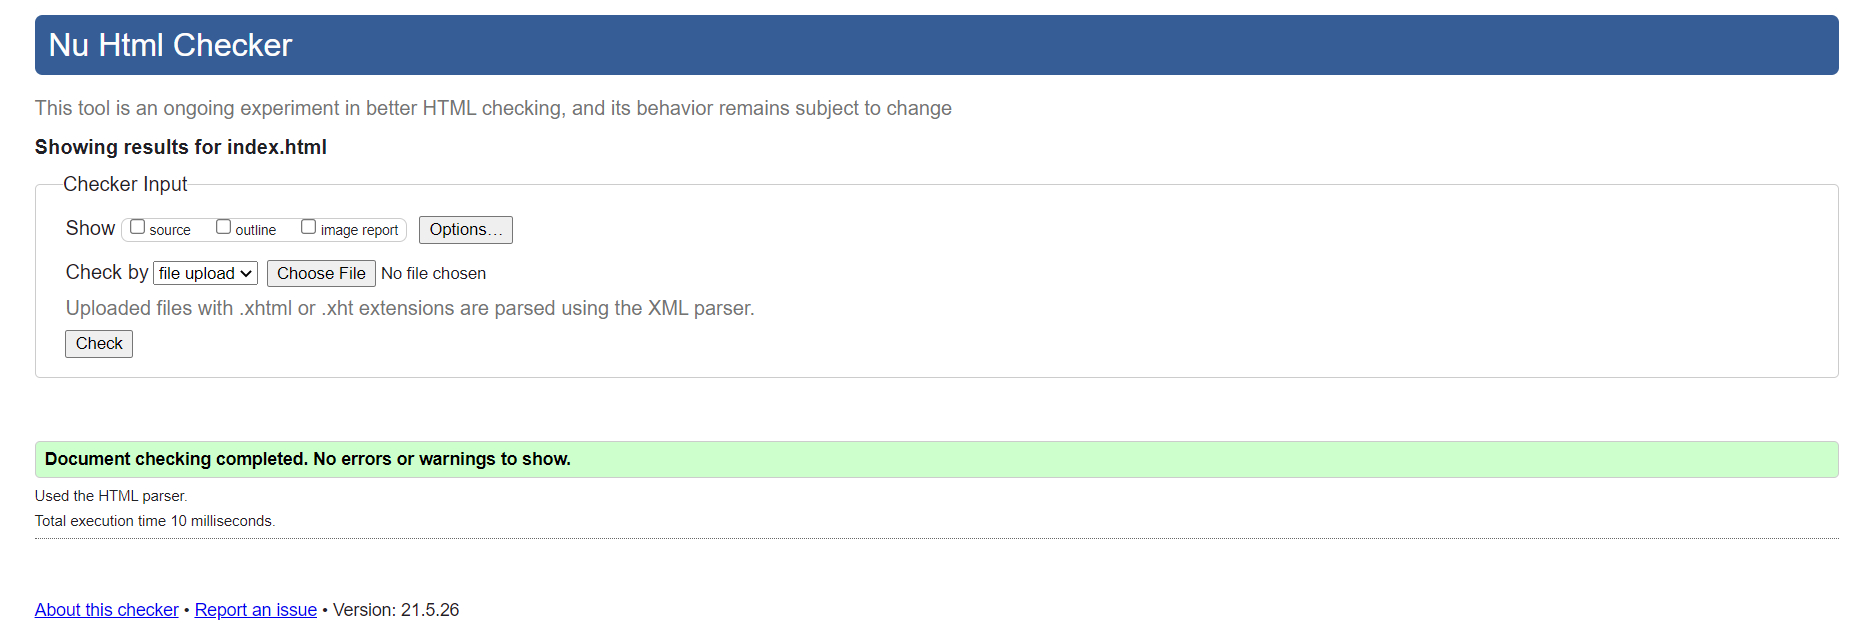 Nu Html Checker
This tool is an ongoing experiment in better HTML checking, and its behavior remains subject to change
Showing results for index.html
Checker Input
Show source outline image report Options...
Check by file upload Choose File No file chosen
Uploaded files with .xhtml or .xht extensions are parsed using the XML parser.
Check
Document checking completed. No errors or warnings to show.
Used the HTML parser.
Total execution time 10 milliseconds.
About this checker • Report an issue • Version: 21.5.26